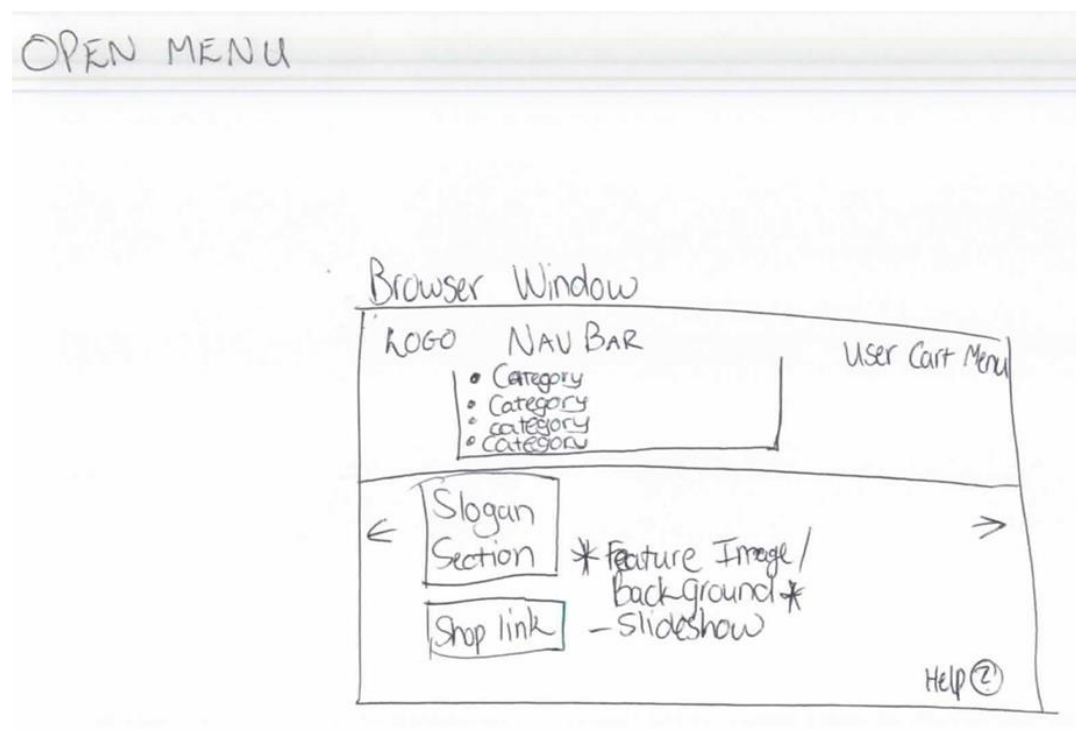 OPEN MENU
Browser Window
LOGO NAV BAR User Cart Menu
• Category
• Category
• category
• Category
← Slogan →
Section
* Feature Image/
Background *
Shop link - Slideshow
Help ?